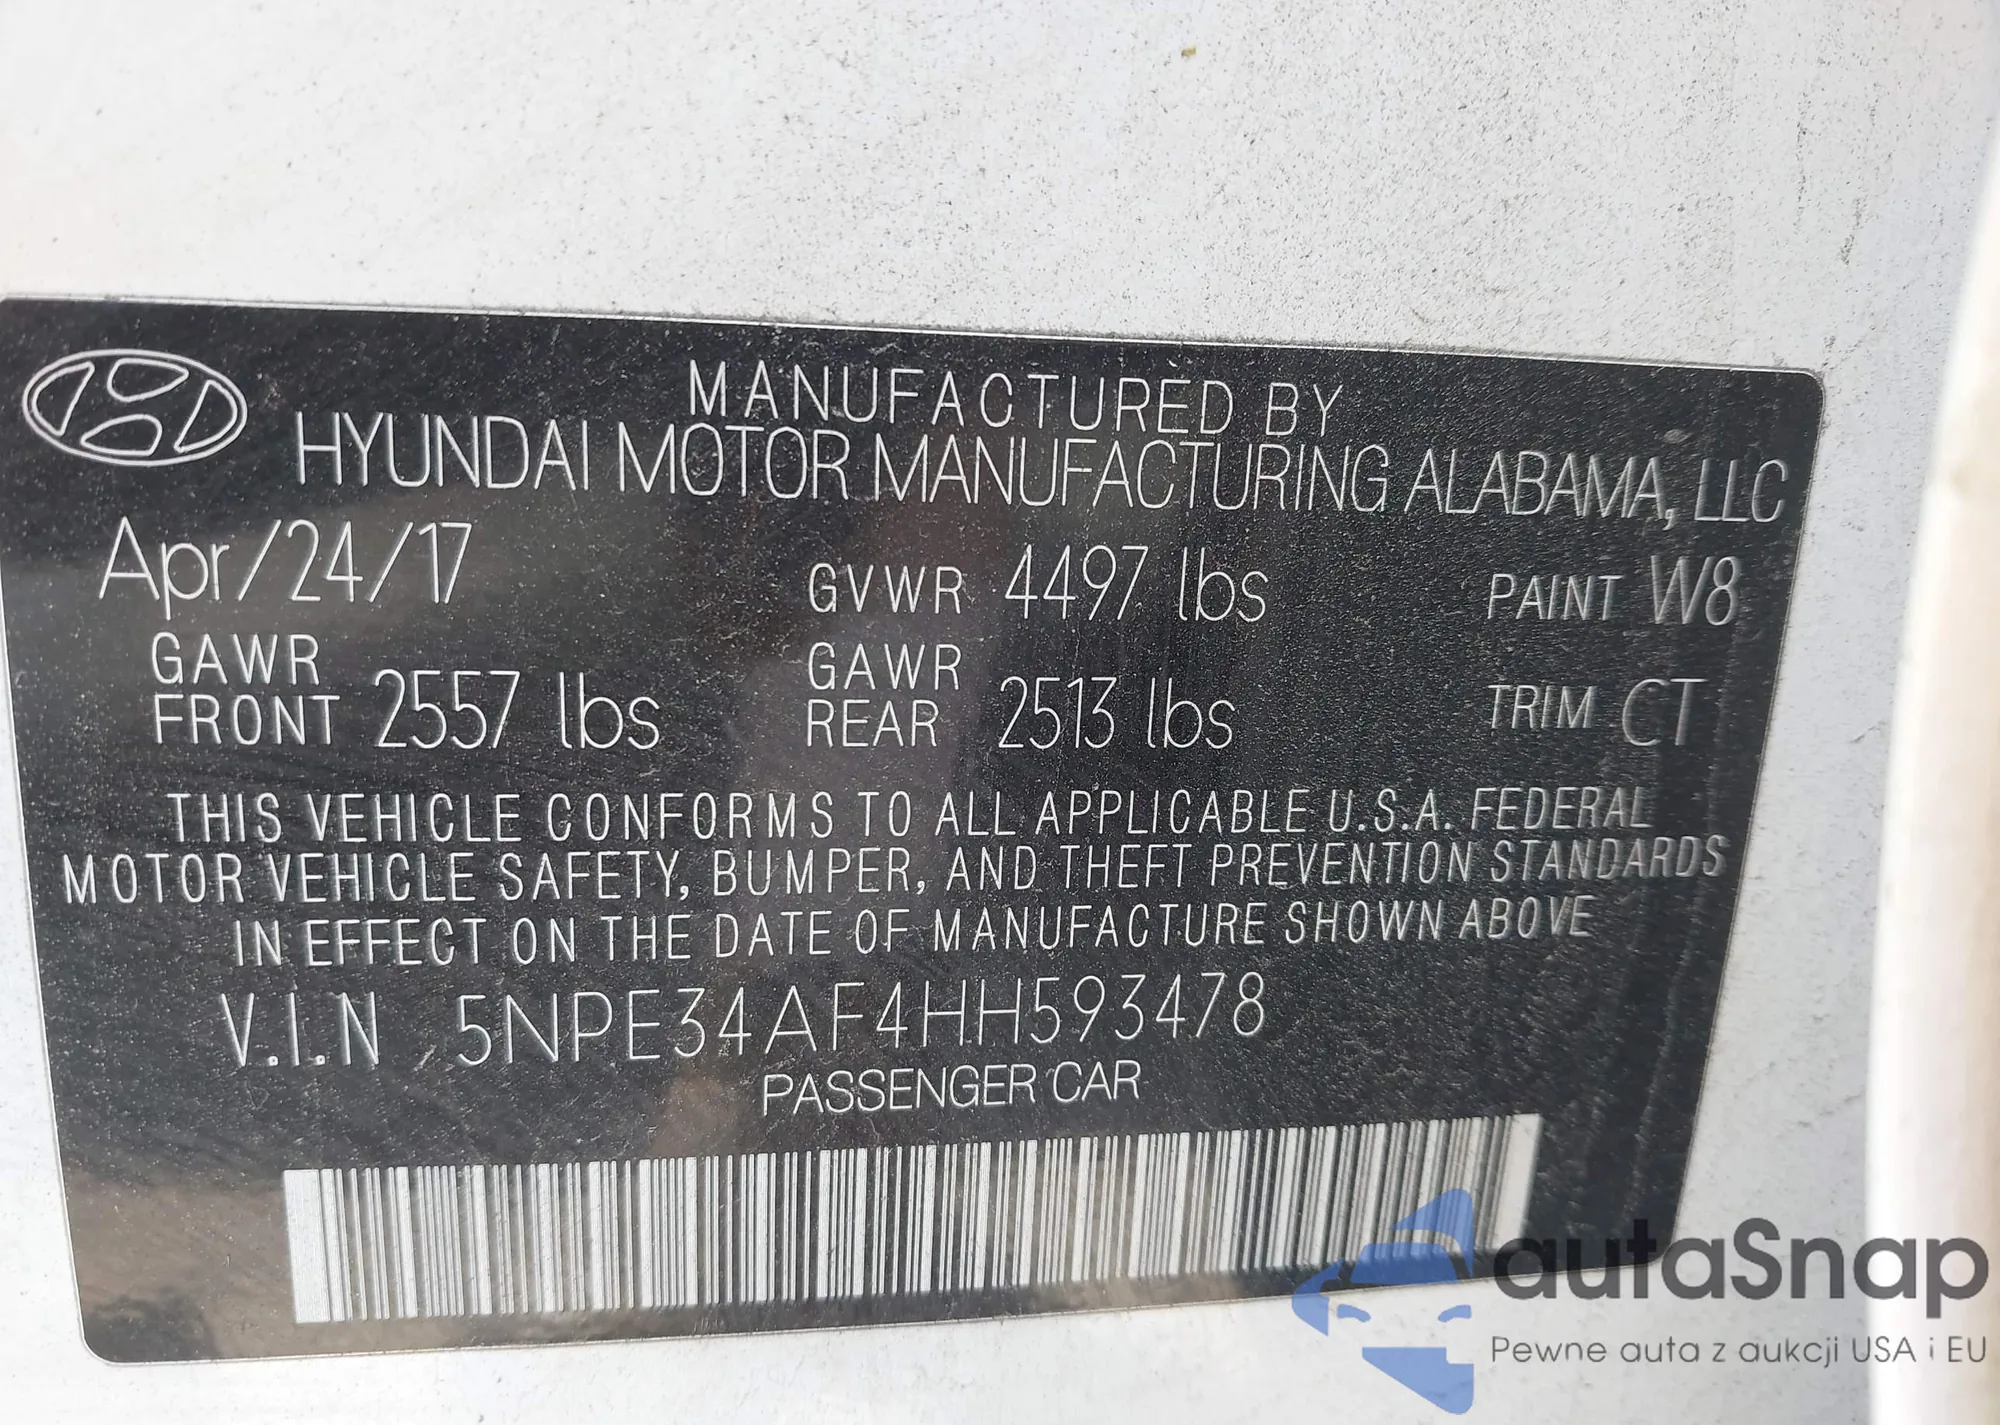 MANUFACTURED BY
HYUNDAI MOTOR MANUFACTURING ALABAMA, LLC
Apr/24/17 GVWR 4497 lbs PAINT W8
GAWR FRONT 2557 lbs GAWR REAR 2513 lbs TRIM CT
THIS VEHICLE CONFORMS TO ALL APPLICABLE U.S.A. FEDERAL
MOTOR VEHICLE SAFETY, BUMPER, AND THEFT PREVENTION STANDARDS
IN EFFECT ON THE DATE OF MANUFACTURE SHOWN ABOVE
V.I.N 5NPE34AF4HH593478
PASSENGER CAR
autaSnap
Pewne auta z aukcji USA i EU